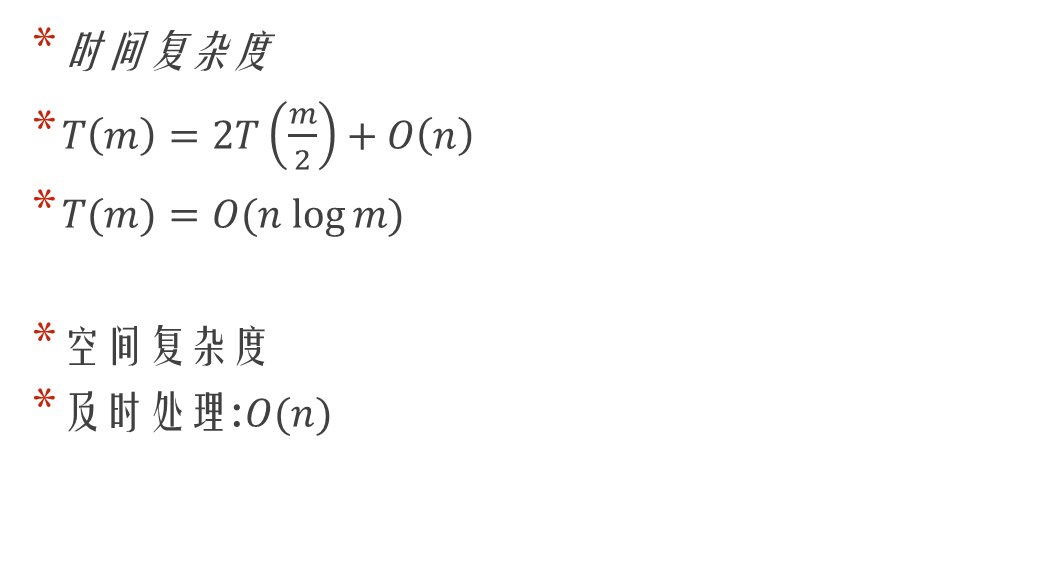 * 时间复杂度
* T(m) = 2T(m/2) + O(n)
* T(m) = O(n log m)
* 空间复杂度
* 及时处理:O(n)